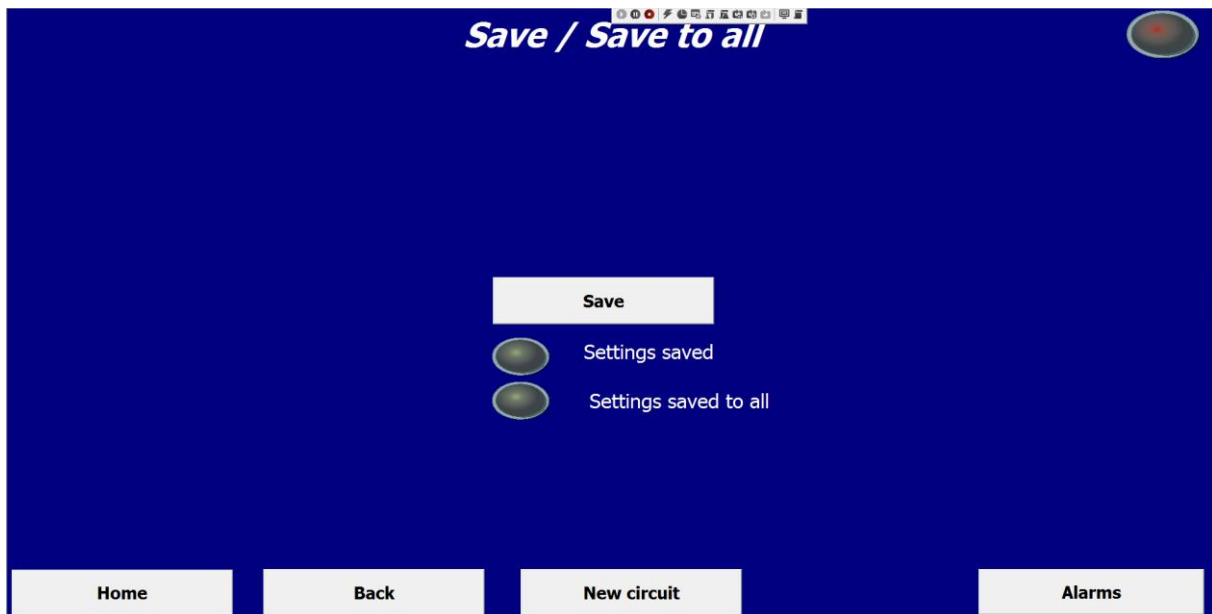 Save / Save to all
Save
Settings saved
Settings saved to all
Home
Back
New circuit
Alarms